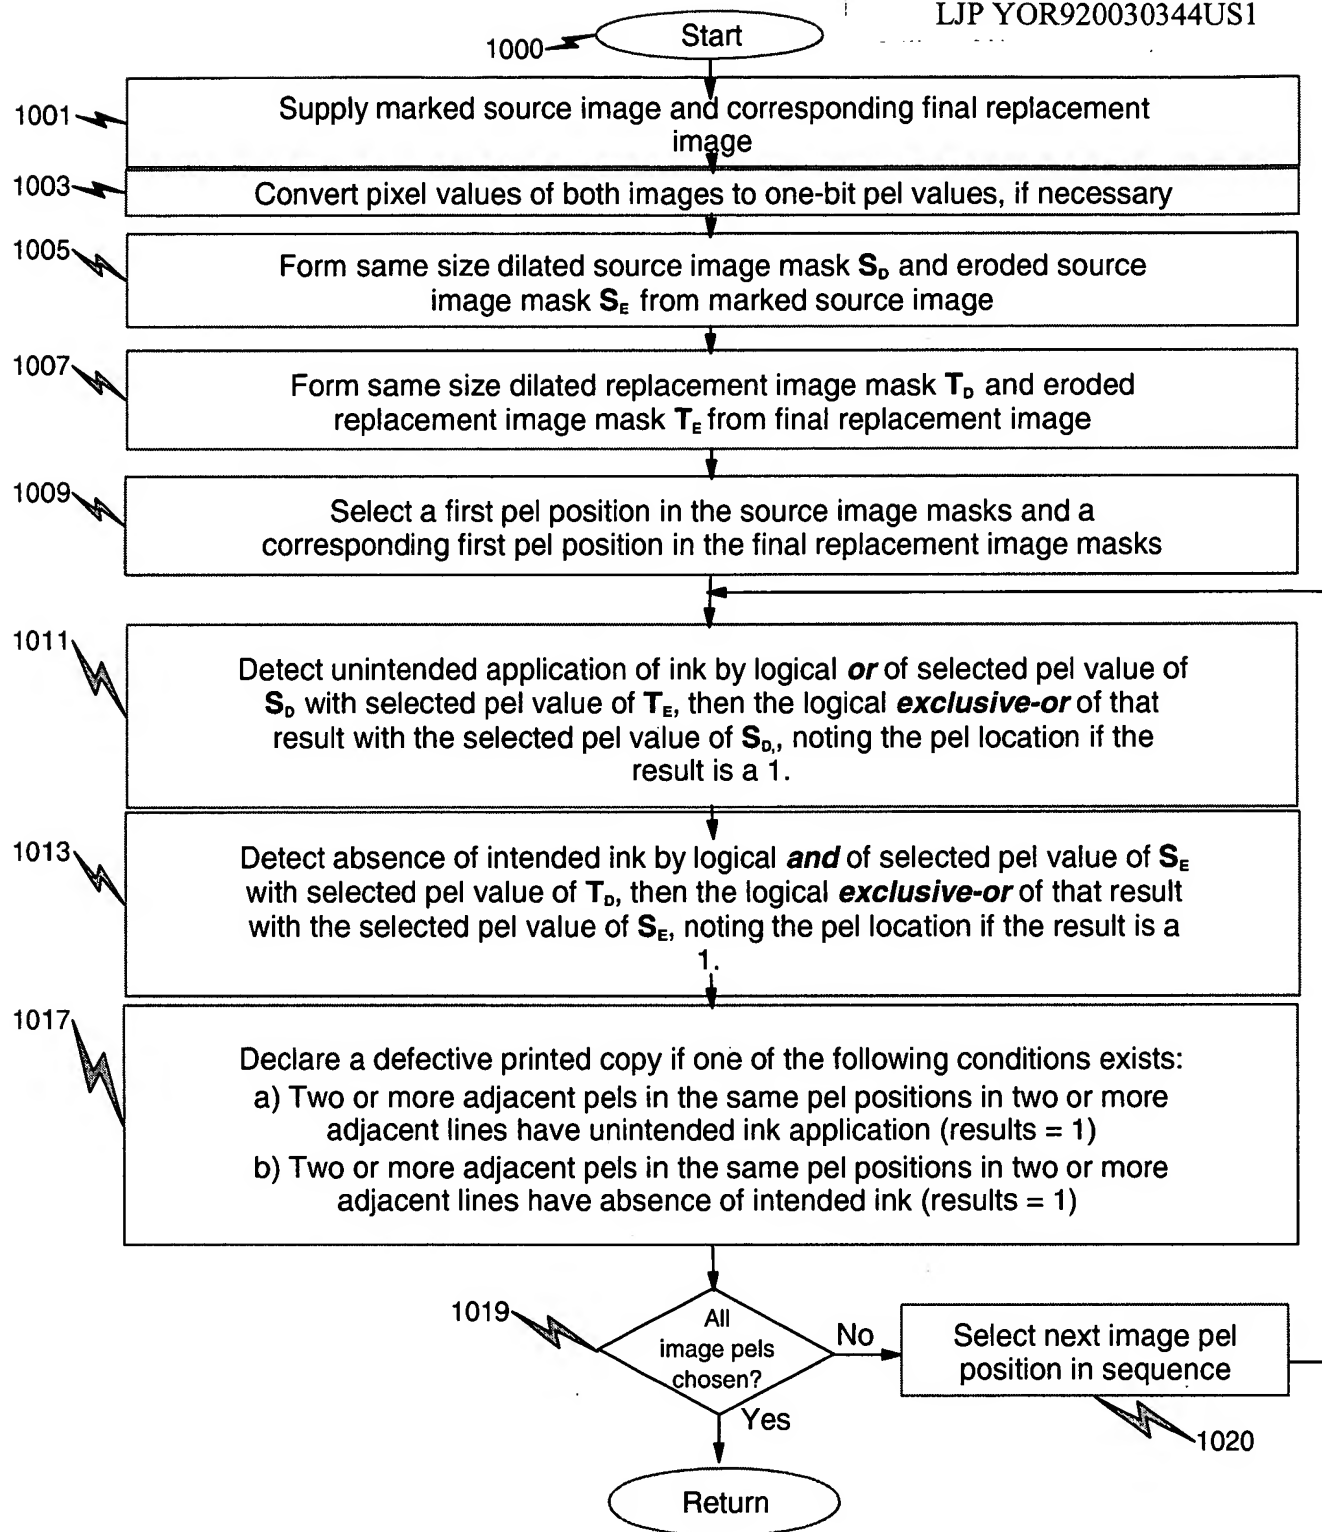 LJP YOR920030344US1
1000
Start
1001
Supply marked source image and corresponding final replacement
image
1003
Convert pixel values of both images to one-bit pel values, if necessary
1005
Form same size dilated source image mask S_D and eroded source
image mask S_E from marked source image
1007
Form same size dilated replacement image mask T_D and eroded
replacement image mask T_E from final replacement image
1009
Select a first pel position in the source image masks and a
corresponding first pel position in the final replacement image masks
1011
Detect unintended application of ink by logical or of selected pel value of
S_D with selected pel value of T_E, then the logical exclusive-or of that
result with the selected pel value of S_D,, noting the pel location if the
result is a 1.
1013
Detect absence of intended ink by logical and of selected pel value of S_E
with selected pel value of T_D, then the logical exclusive-or of that result
with the selected pel value of S_E, noting the pel location if the result is a
1.
1017
Declare a defective printed copy if one of the following conditions exists:
a) Two or more adjacent pels in the same pel positions in two or more
adjacent lines have unintended ink application (results = 1)
b) Two or more adjacent pels in the same pel positions in two or more
adjacent lines have absence of intended ink (results = 1)
1019
All
image pels
chosen?
No
Select next image pel
position in sequence
Yes
1020
Return